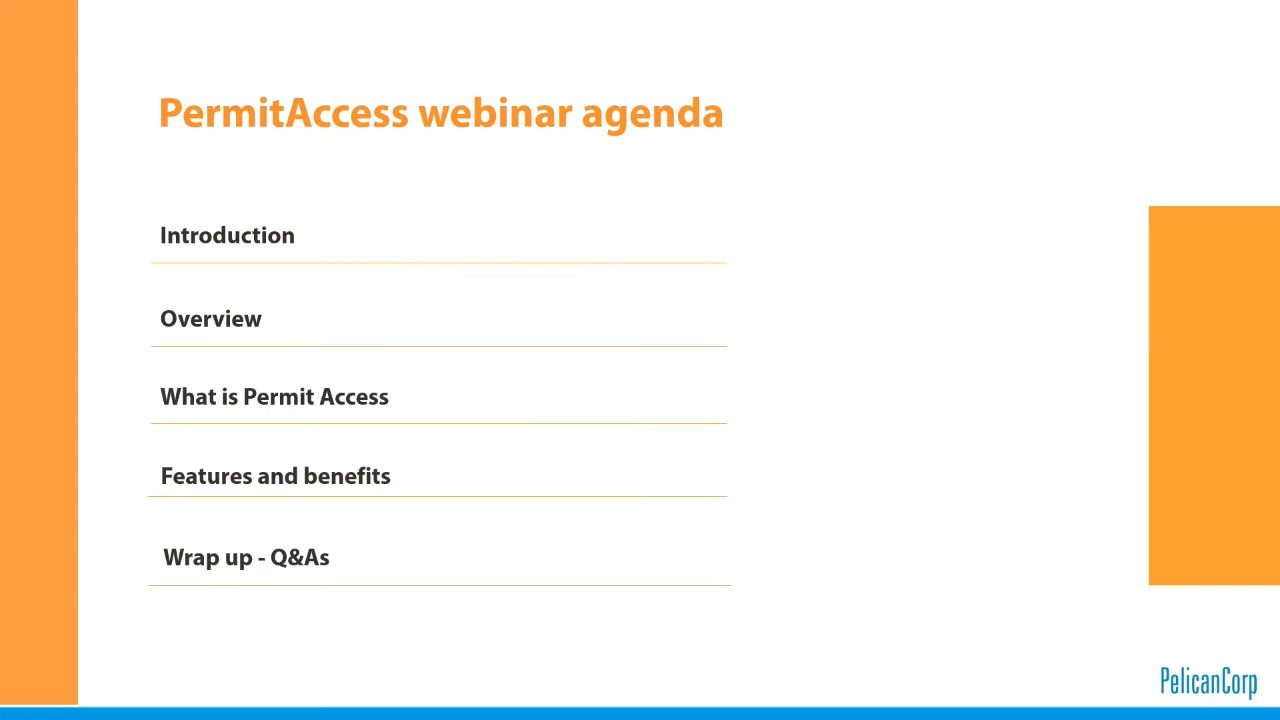 PermitAccess webinar agenda
Introduction
Overview
What is Permit Access
Features and benefits
Wrap up - Q&As
PelicanCorp